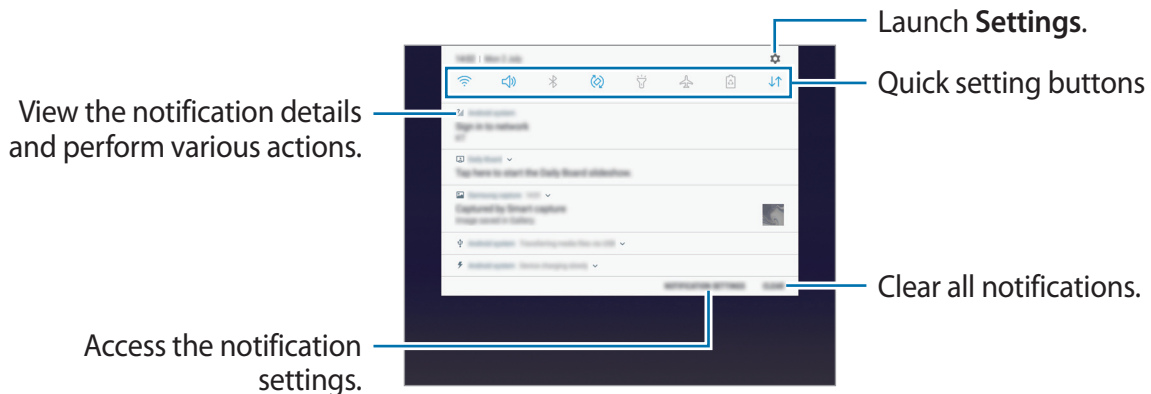 Launch Settings.
Quick setting buttons
View the notification details
and perform various actions.
Sign in to network
Tap here to start the Daily Board slideshow.
Captured by Smart capture
Image saved in Gallery
NOTIFICATION SETTINGS
CLEAR
Clear all notifications.
Access the notification
settings.